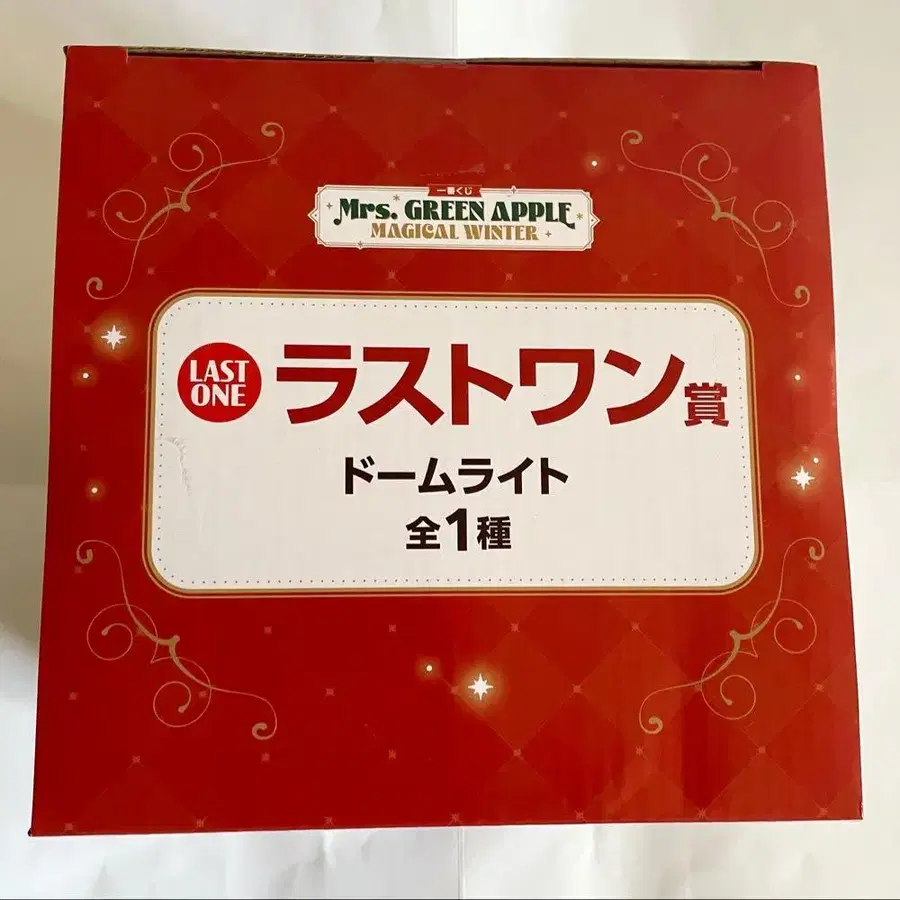 一番くじ
Mrs. GREEN APPLE
MAGICAL WINTER
LAST
ONE
ラストワン賞
ドームライト
全1種